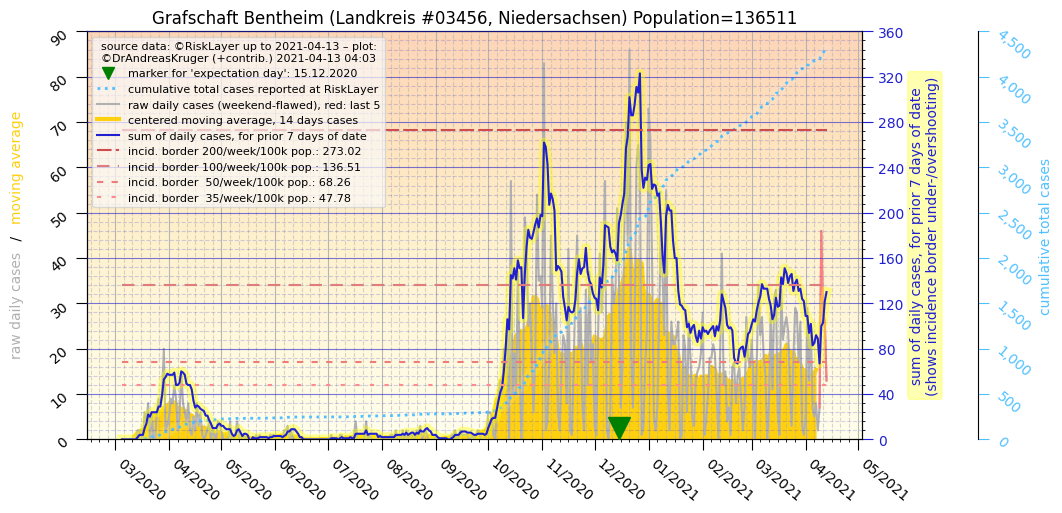 Grafschaft Bentheim (Landkreis #03456, Niedersachsen) Population=136511
source data: ©RiskLayer up to 2021-04-13 – plot:
©DrAndreasKruger (+contrib.) 2021-04-13 04:03
marker for 'expectation day': 15.12.2020
cumulative total cases reported at RiskLayer
raw daily cases (weekend-flawed), red: last 5
centered moving average, 14 days cases
sum of daily cases, for prior 7 days of date
incid. border 200/week/100k pop.: 273.02
incid. border 100/week/100k pop.: 136.51
incid. border  50/week/100k pop.: 68.26
incid. border  35/week/100k pop.: 47.78
raw daily cases   /   moving average
90
80
70
60
50
40
30
20
10
0
03/2020
04/2020
05/2020
06/2020
07/2020
08/2020
09/2020
10/2020
11/2020
12/2020
01/2021
02/2021
03/2021
04/2021
05/2021
360
320
280
240
200
160
120
80
40
0
sum of daily cases, for prior 7 days of date
(shows incidence border under-/overshooting)
4,500
4,000
3,500
3,000
2,500
2,000
1,500
1,000
500
0
cumulative total cases